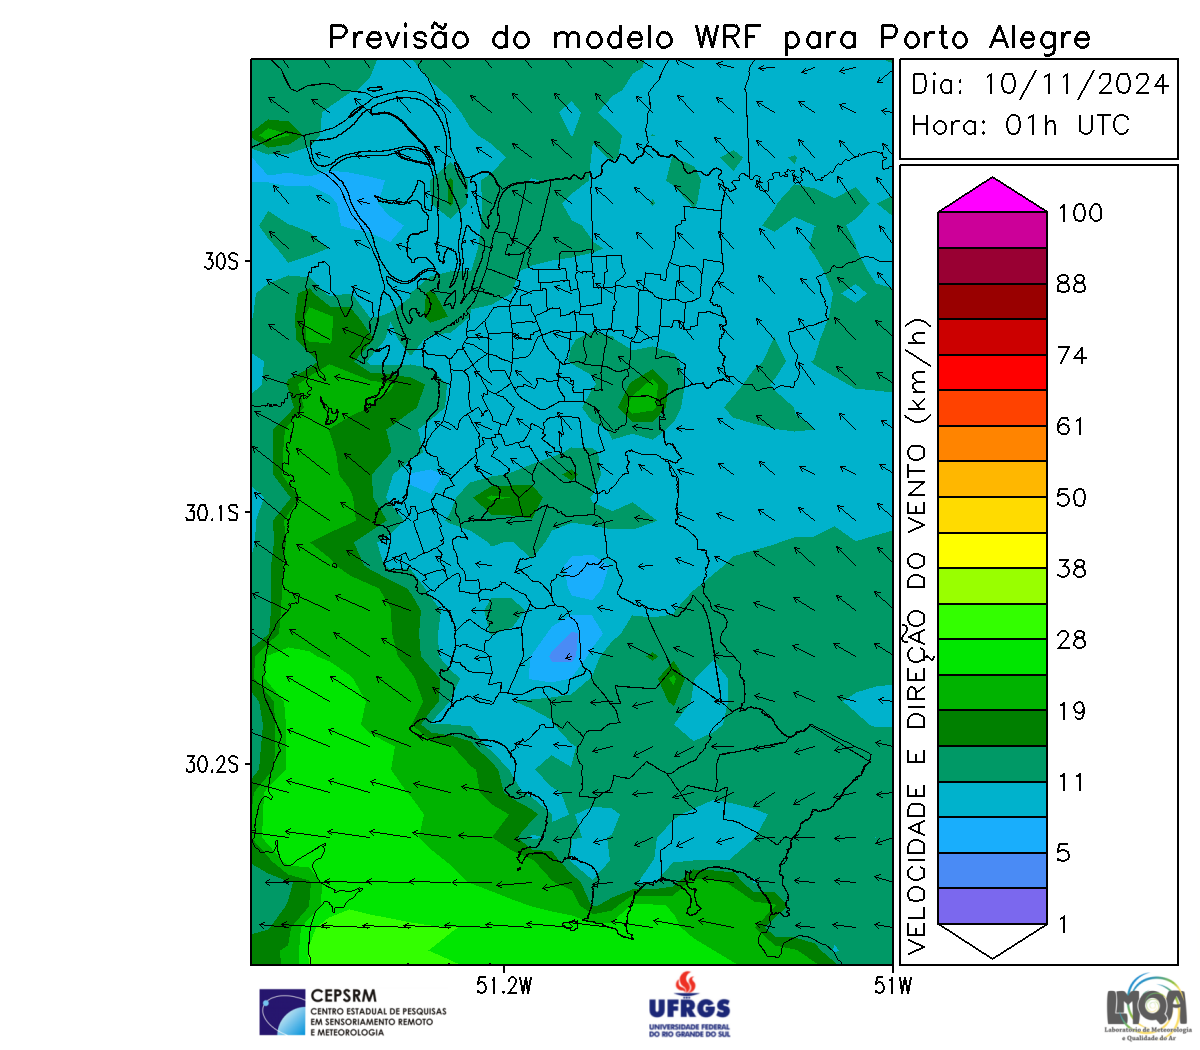 Previsão do modelo WRF para Porto Alegre
Dia: 10/11/2024
Hora: 01h UTC
30S
30.1S
30.2S
51.2W
51W
VELOCIDADE E DIREÇÃO DO VENTO (km/h)
100
88
74
61
50
38
28
19
11
5
1
CEPSRM
CENTRO ESTADUAL DE PESQUISAS
EM SENSORIAMENTO REMOTO
E METEOROLOGIA
UFRGS
UNIVERSIDADE FEDERAL
DO RIO GRANDE DO SUL
LMQA
Laboratório de Meteorologia
e Qualidade do Ar